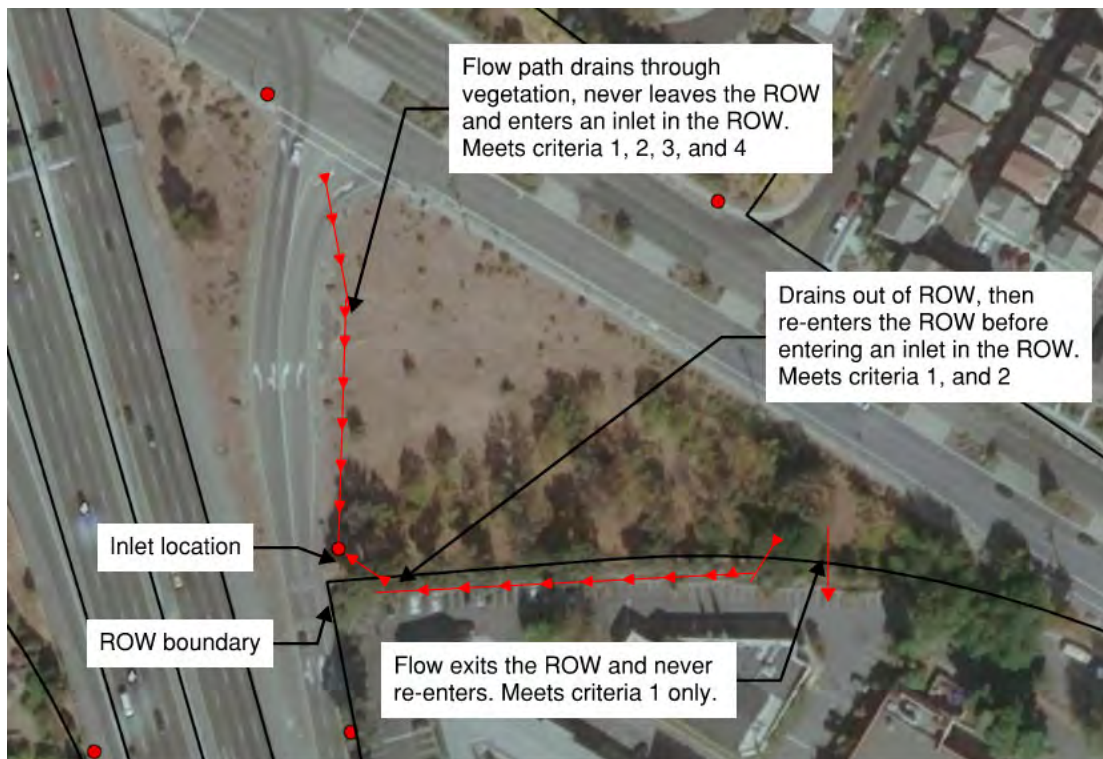 Flow path drains through
vegetation, never leaves the ROW
and enters an inlet in the ROW.
Meets criteria 1, 2, 3, and 4
Drains out of ROW, then
re-enters the ROW before
entering an inlet in the ROW.
Meets criteria 1, and 2
Inlet location
ROW boundary
Flow exits the ROW and never
re-enters. Meets criteria 1 only.